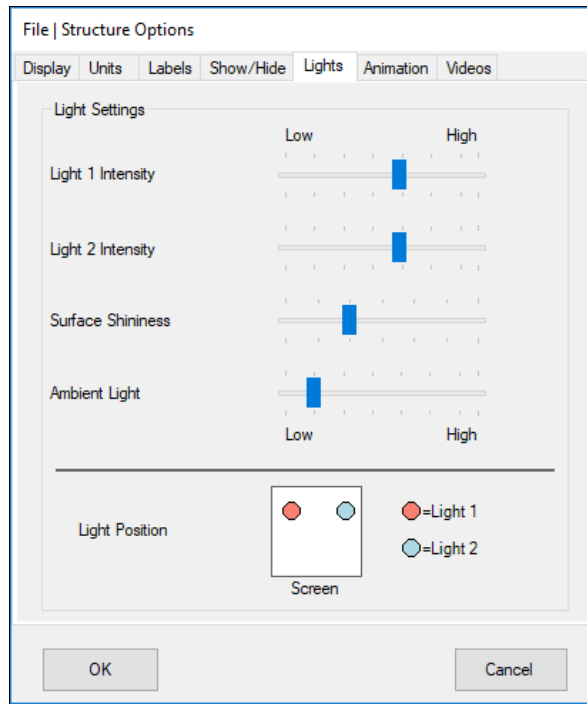 File | Structure Options
Display Units Labels Show/Hide Lights Animation Videos
Light Settings
Low High
Light 1 Intensity
Light 2 Intensity
Surface Shininess
Ambient Light
Low High
Light Position
=Light 1
=Light 2
Screen
OK Cancel